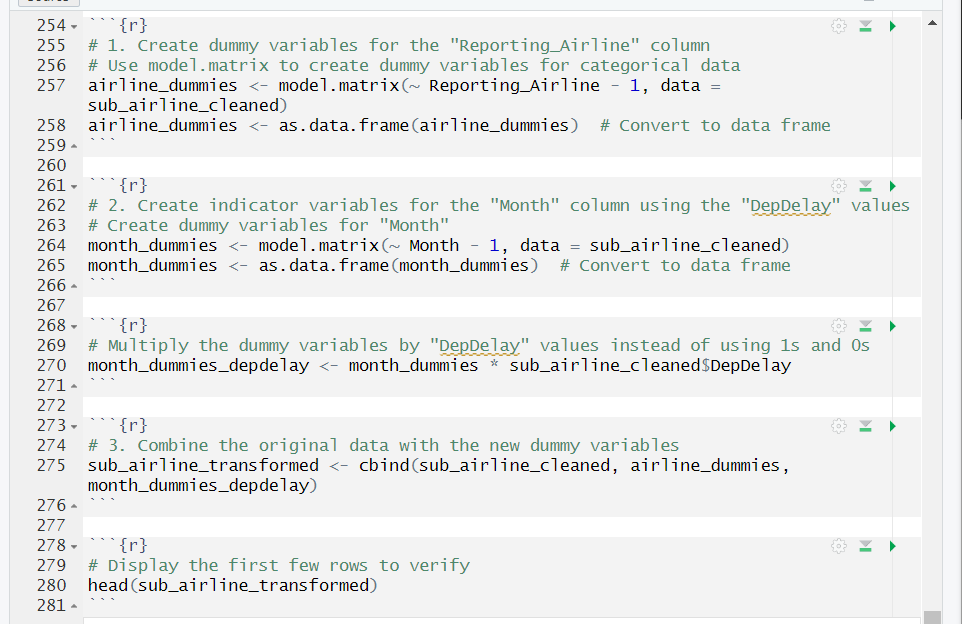 254 ```{r}
255 # 1. Create dummy variables for the "Reporting_Airline" column
256 # Use model.matrix to create dummy variables for categorical data
257 airline_dummies <- model.matrix(~ Reporting_Airline - 1, data =
sub_airline_cleaned)
258 airline_dummies <- as.data.frame(airline_dummies)  # Convert to data frame
259 ```
260
261 ```{r}
262 # 2. Create indicator variables for the "Month" column using the "DepDelay" values
263 # Create dummy variables for "Month"
264 month_dummies <- model.matrix(~ Month - 1, data = sub_airline_cleaned)
265 month_dummies <- as.data.frame(month_dummies)  # Convert to data frame
266 ```
267
268 ```{r}
269 # Multiply the dummy variables by "DepDelay" values instead of using 1s and 0s
270 month_dummies_depdelay <- month_dummies * sub_airline_cleaned$DepDelay
271 ```
272
273 ```{r}
274 # 3. Combine the original data with the new dummy variables
275 sub_airline_transformed <- cbind(sub_airline_cleaned, airline_dummies,
month_dummies_depdelay)
276 ```
277
278 ```{r}
279 # Display the first few rows to verify
280 head(sub_airline_transformed)
281 ```